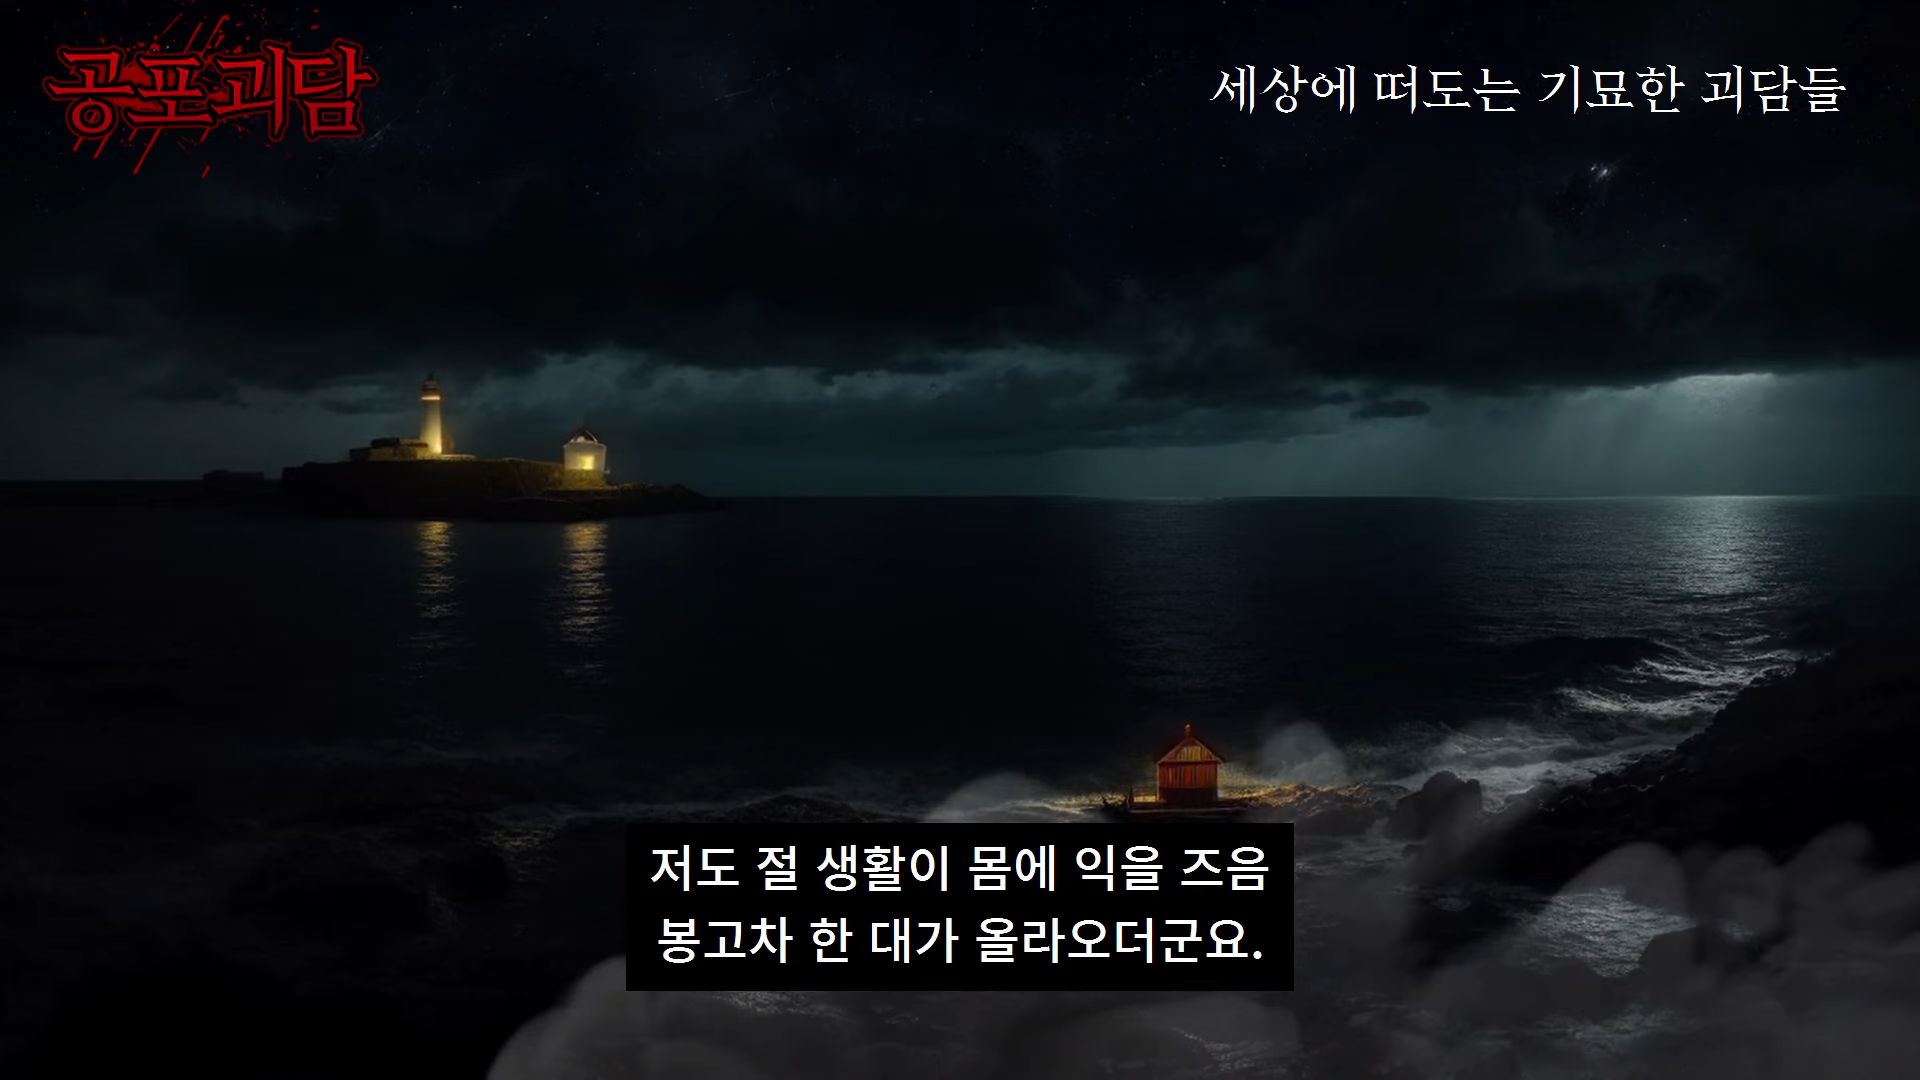 공포괴담
세상에 떠도는 기묘한 괴담들
저도 절 생활이 몸에 익을 즈음
봉고차 한 대가 올라오더군요.